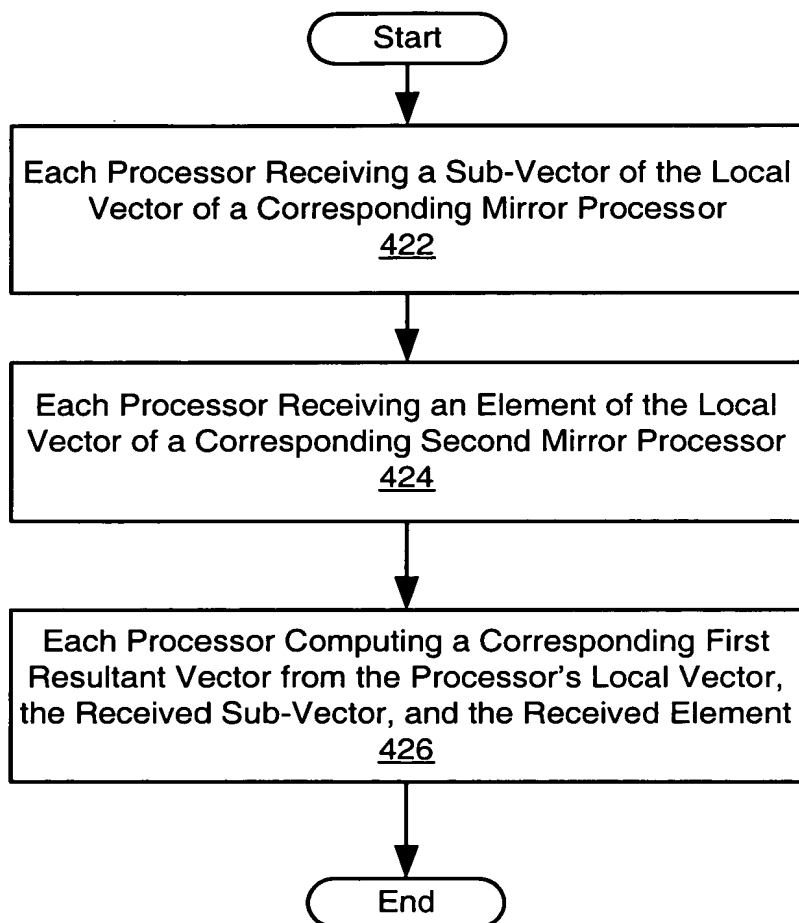 Start
Each Processor Receiving a Sub-Vector of the Local
Vector of a Corresponding Mirror Processor
422
Each Processor Receiving an Element of the Local
Vector of a Corresponding Second Mirror Processor
424
Each Processor Computing a Corresponding First
Resultant Vector from the Processor's Local Vector,
the Received Sub-Vector, and the Received Element
426
End